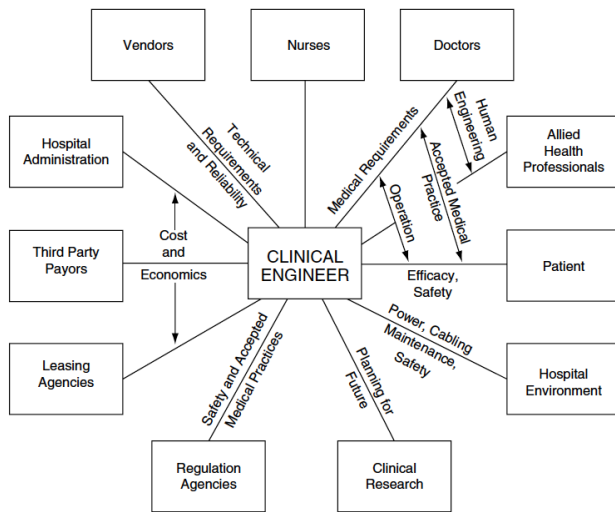 Vendors
Nurses
Doctors
Hospital
Administration
Technical
Requirements
and Reliability
Medical Requirements
Human
Engineering
Allied
Health
Professionals
Accepted Medical
Practice
Operation
Third Party
Payors
Cost
and
Economics
CLINICAL
ENGINEER
Efficacy,
Safety
Patient
Leasing
Agencies
Safety and Accepted
Medical Practices
Planning for
Future
Power, Cabling
Maintenance,
Safety
Hospital
Environment
Regulation
Agencies
Clinical
Research